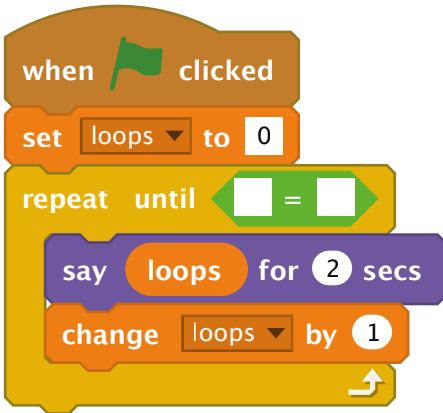 when clicked
set loops to 0
repeat until =
say loops for 2 secs
change loops by 1